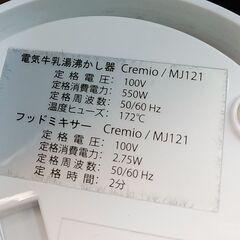 電気牛乳湯沸かし器 Cremio / MJ121
定格電圧: 100V
定格消費電力: 550W
定格周波数: 50/60 Hz
温度ヒューズ: 172℃
フッドミキサー Cremio / MJ121
定格電圧: 100V
定格消費電力: 2.75W
定格周波数: 50/60 Hz
定格時間: 2分